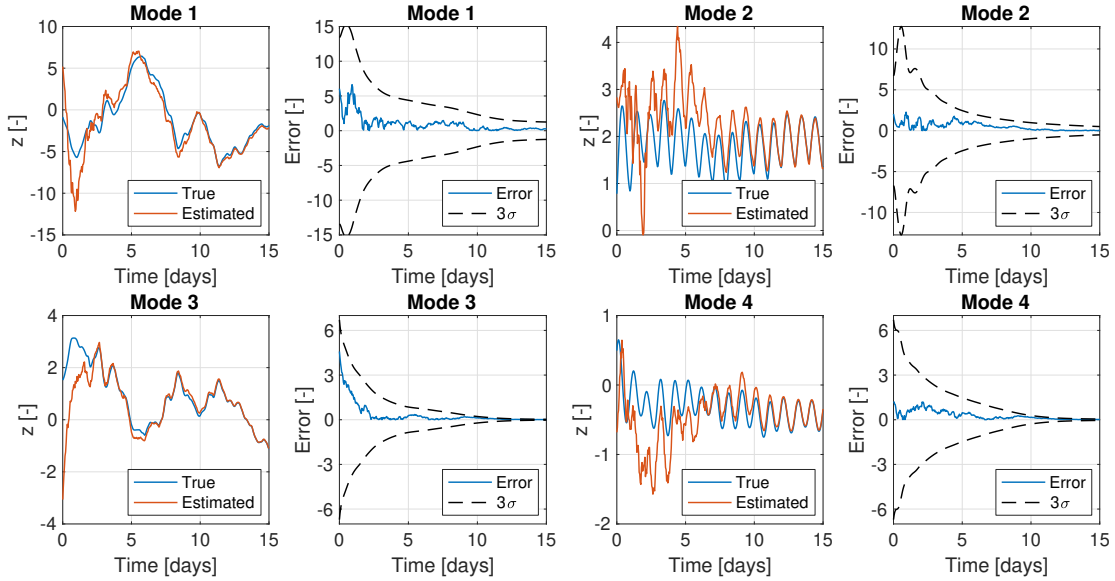 Mode 1
Mode 1
Mode 2
Mode 2
15
10
5
0
-5
-10
-15
z [-]
True
Estimated
0
5
10
15
Time [days]
15
10
5
0
-5
-10
-15
Error [-]
Error
3σ
0
5
10
15
Time [days]
4
3
2
1
0
z [-]
True
Estimated
0
5
10
15
Time [days]
10
5
0
-5
-10
Error [-]
Error
3σ
0
5
10
15
Time [days]
Mode 3
Mode 3
Mode 4
Mode 4
4
2
0
-2
-4
z [-]
True
Estimated
0
5
10
15
Time [days]
6
3
0
-3
-6
Error [-]
Error
3σ
0
5
10
15
Time [days]
1
0
-1
-2
z [-]
True
Estimated
0
5
10
15
Time [days]
6
3
0
-3
-6
Error [-]
Error
3σ
0
5
10
15
Time [days]